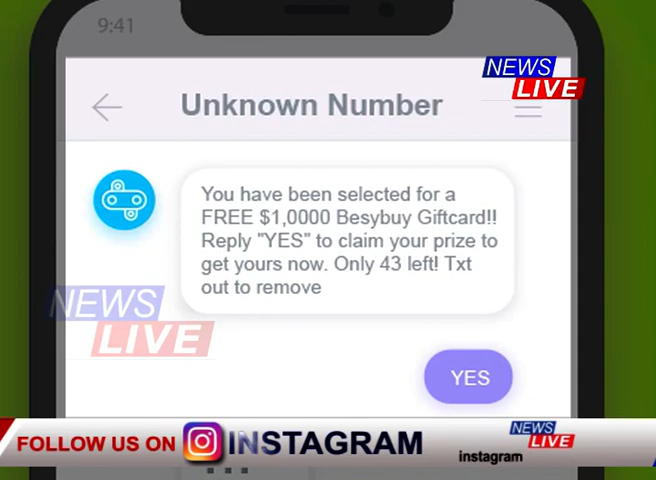 9:41
NEWS
LIVE
Unknown Number
You have been selected for a
FREE $1,0000 Besybuy Giftcard!!
Reply "YES" to claim your prize to
get yours now. Only 43 left! Txt
out to remove
NEWS
LIVE
YES
FOLLOW US ON INSTAGRAM
NEWS
LIVE
instagram